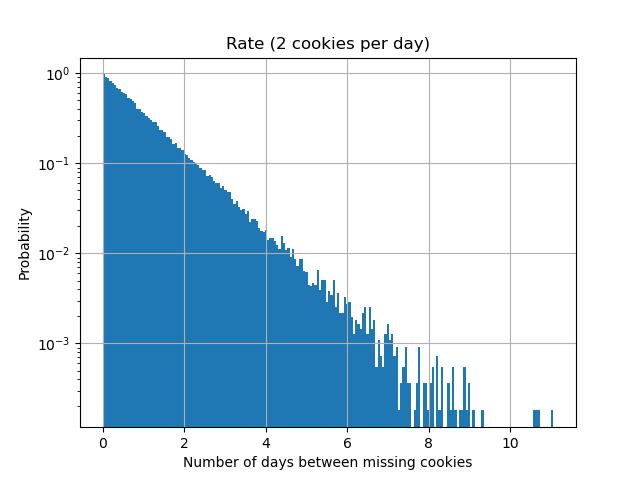 Rate (2 cookies per day)
Probability
10⁰
10⁻¹
10⁻²
10⁻³
0 2 4 6 8 10
Number of days between missing cookies